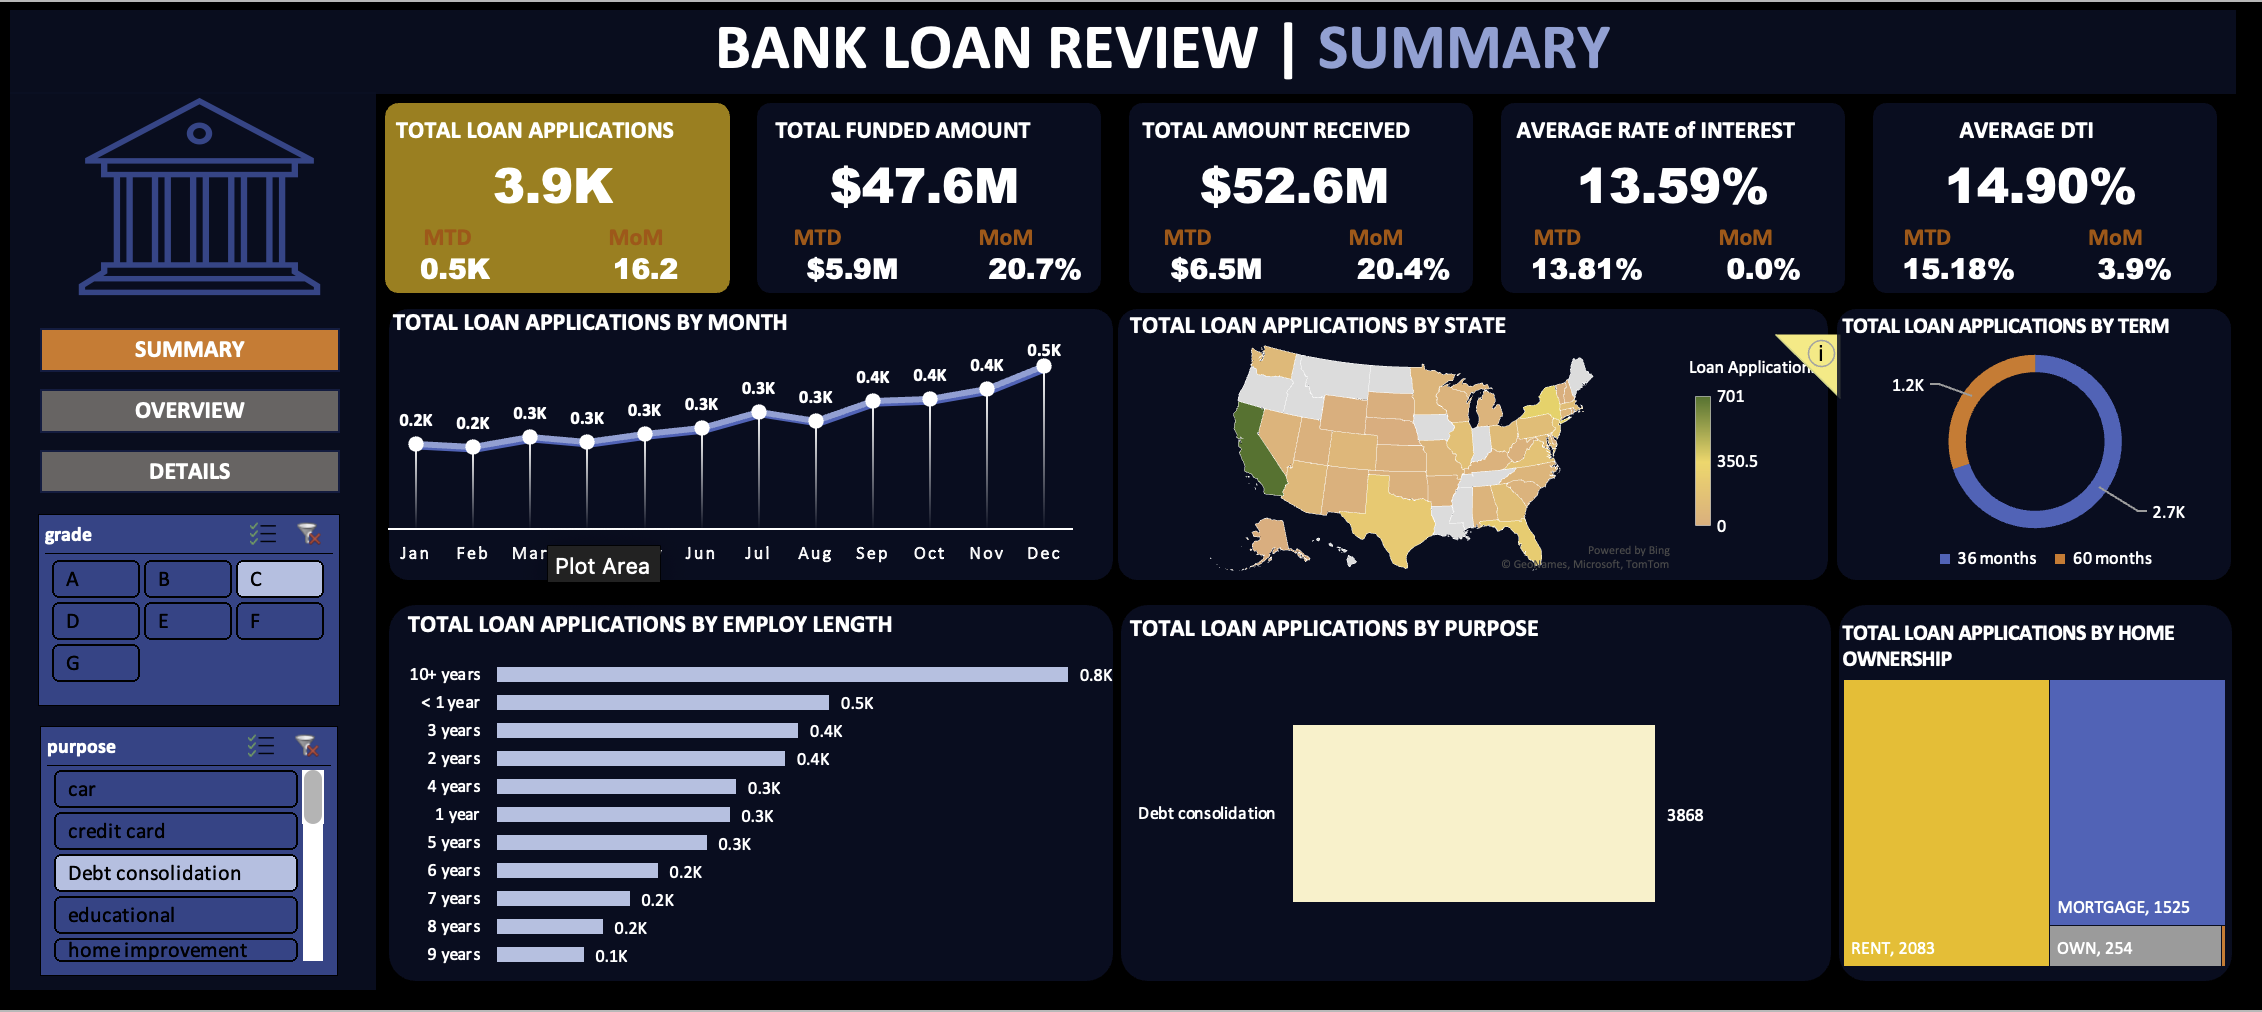 BANK LOAN REVIEW | SUMMARY
TOTAL LOAN APPLICATIONS
3.9K
MTD MoM
0.5K 16.2
TOTAL FUNDED AMOUNT
$47.6M
MTD MoM
$5.9M 20.7%
TOTAL AMOUNT RECEIVED
$52.6M
MTD MoM
$6.5M 20.4%
AVERAGE RATE of INTEREST
13.59%
MTD MoM
13.81% 0.0%
AVERAGE DTI
14.90%
MTD MoM
15.18% 3.9%
SUMMARY
OVERVIEW
DETAILS
grade
A B C
D E F
G
purpose
car
credit card
Debt consolidation
educational
home improvement
TOTAL LOAN APPLICATIONS BY MONTH
0.2K 0.2K 0.3K 0.3K 0.3K 0.3K 0.3K 0.3K 0.4K 0.4K 0.4K 0.5K
Jan Feb Mar Jun Jul Aug Sep Oct Nov Dec
Plot Area
TOTAL LOAN APPLICATIONS BY STATE
Loan Application
701
350.5
0
Powered by Bing
© GeoNames, Microsoft, TomTom
TOTAL LOAN APPLICATIONS BY TERM
1.2K
2.7K
36 months 60 months
TOTAL LOAN APPLICATIONS BY EMPLOY LENGTH
10+ years 0.8K
< 1 year 0.5K
3 years 0.4K
2 years 0.4K
4 years 0.3K
1 year 0.3K
5 years 0.3K
6 years 0.2K
7 years 0.2K
8 years 0.2K
9 years 0.1K
TOTAL LOAN APPLICATIONS BY PURPOSE
Debt consolidation 3868
TOTAL LOAN APPLICATIONS BY HOME
OWNERSHIP
MORTGAGE, 1525
RENT, 2083
OWN, 254